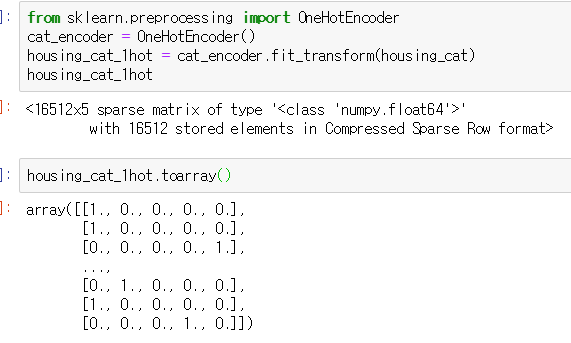 ]: from sklearn.preprocessing import OneHotEncoder
cat_encoder = OneHotEncoder()
housing_cat_1hot = cat_encoder.fit_transform(housing_cat)
housing_cat_1hot
]: <16512x5 sparse matrix of type '<class 'numpy.float64'>'
with 16512 stored elements in Compressed Sparse Row format>
]: housing_cat_1hot.toarray()
]: array([[1., 0., 0., 0., 0.],
[1., 0., 0., 0., 0.],
[0., 0., 0., 0., 1.],
...,
[0., 1., 0., 0., 0.],
[1., 0., 0., 0., 0.],
[0., 0., 0., 1., 0.]])